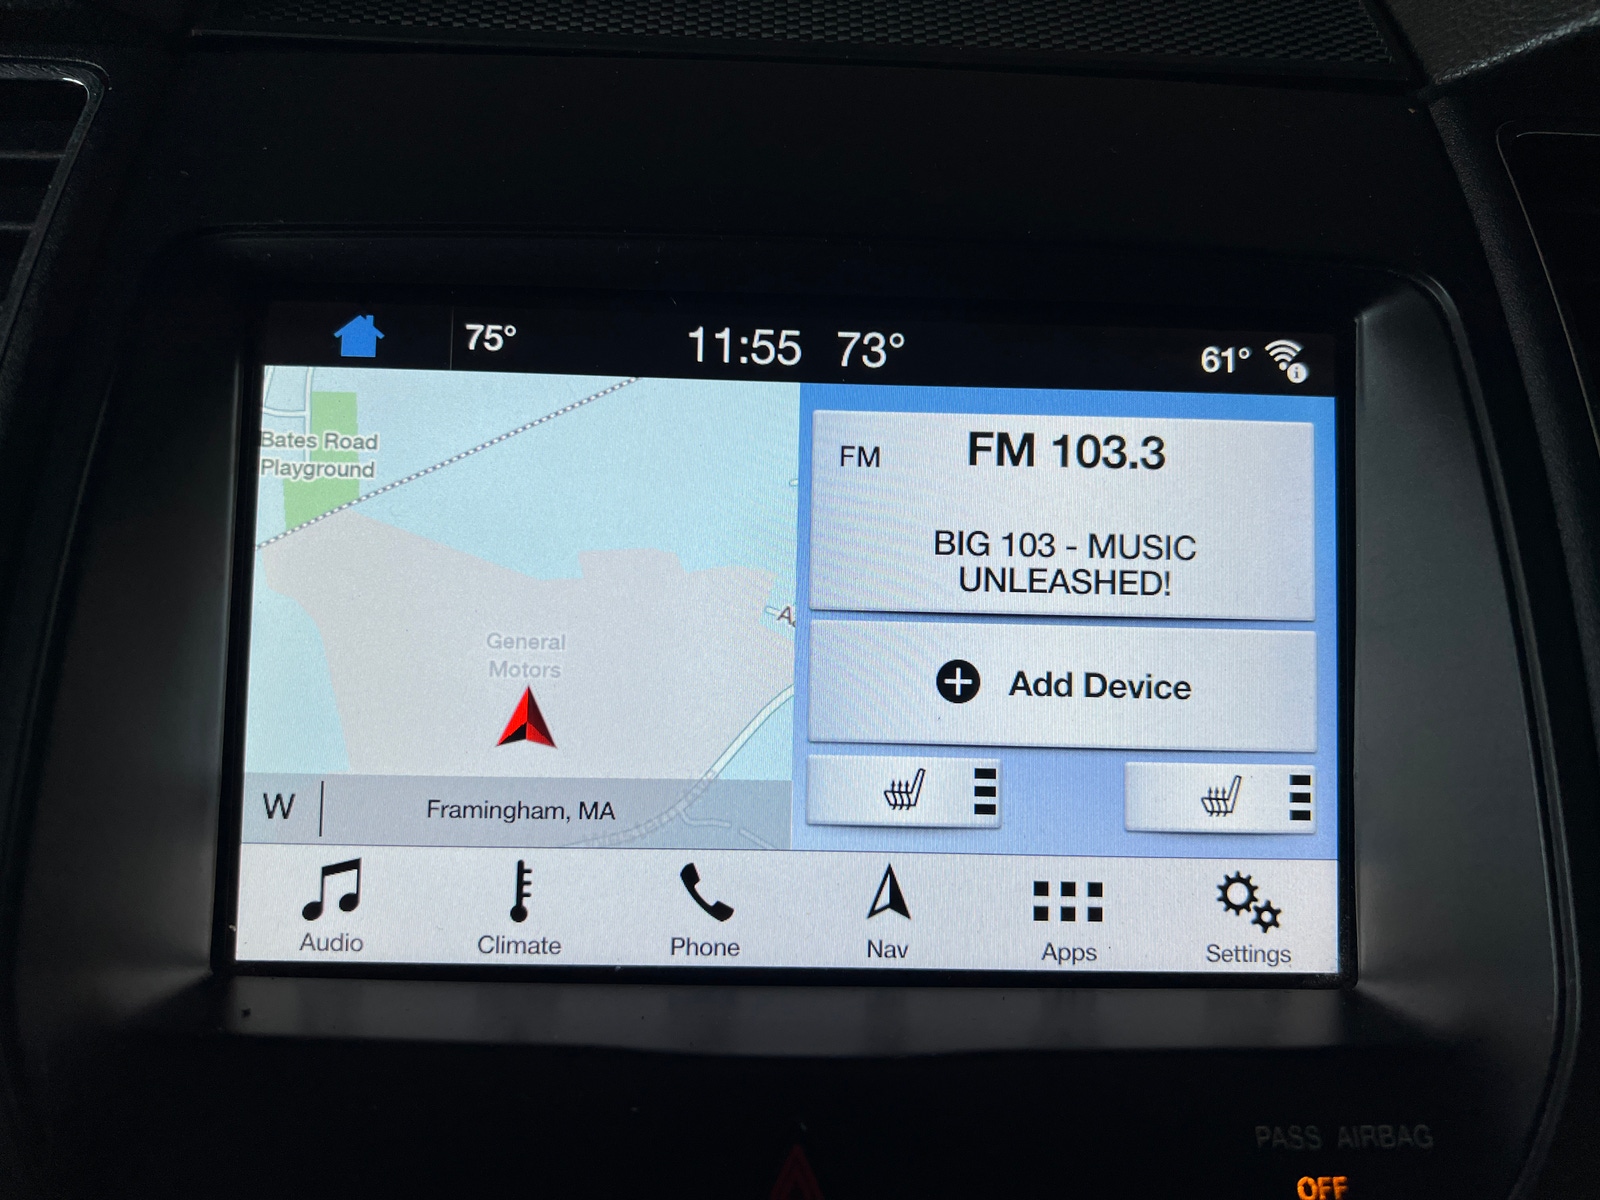 75°
11:55 73°
61°
Bates Road
Playground
General
Motors
W
Framingham, MA
FM
FM 103.3
BIG 103 - MUSIC
UNLEASHED!
Add Device
Audio
Climate
Phone
Nav
Apps
Settings
PASS AIRBAG
OFF